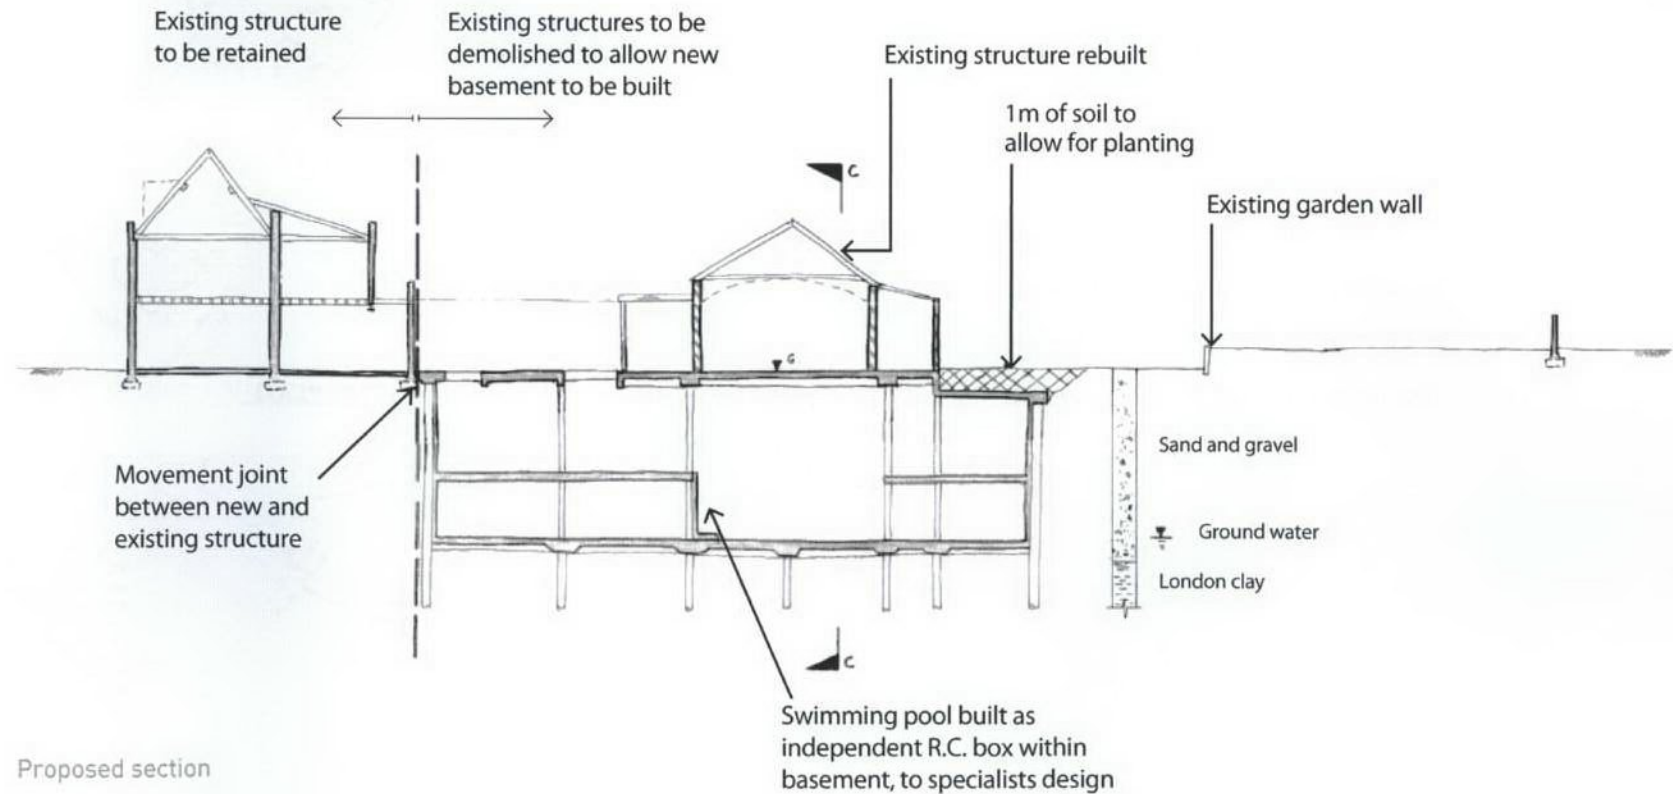 Existing structure
to be retained
Existing structures to be
demolished to allow new
basement to be built
Existing structure rebuilt
1m of soil to
allow for planting
C
Existing garden wall
G
Movement joint
between new and
existing structure
Sand and gravel
Ground water
London clay
C
Swimming pool built as
independent R.C. box within
basement, to specialists design
Proposed section